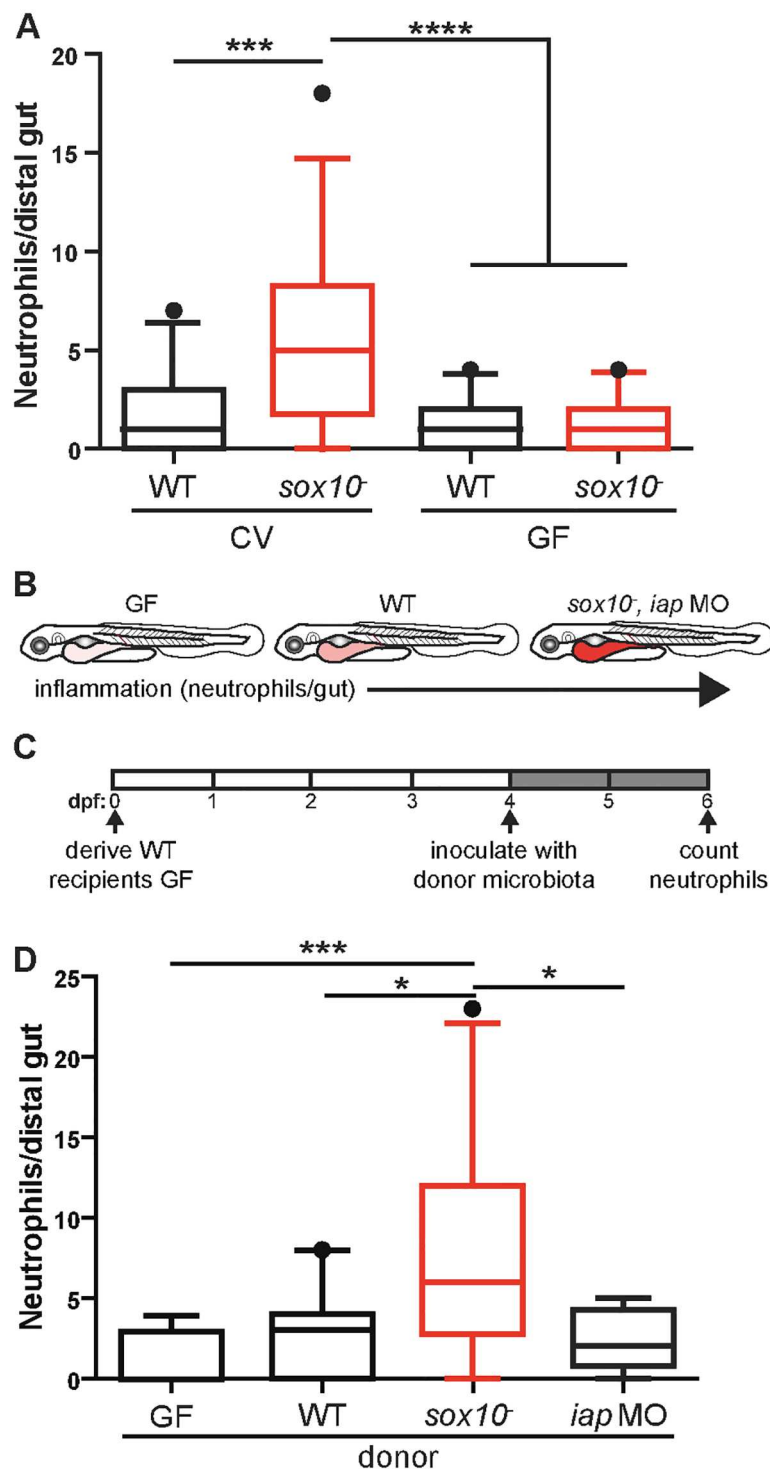 A
*** ****
Neutrophils/distal gut
20
15
10
5
0
WT sox10- WT sox10-
CV GF
B
GF WT sox10-, iap MO
inflammation (neutrophils/gut)
C
dpf: 0 1 2 3 4 5 6
derive WT inoculate with count
recipients GF donor microbiota neutrophils
D
***
* *
Neutrophils/distal gut
25
20
15
10
5
0
GF WT sox10- iap MO
donor